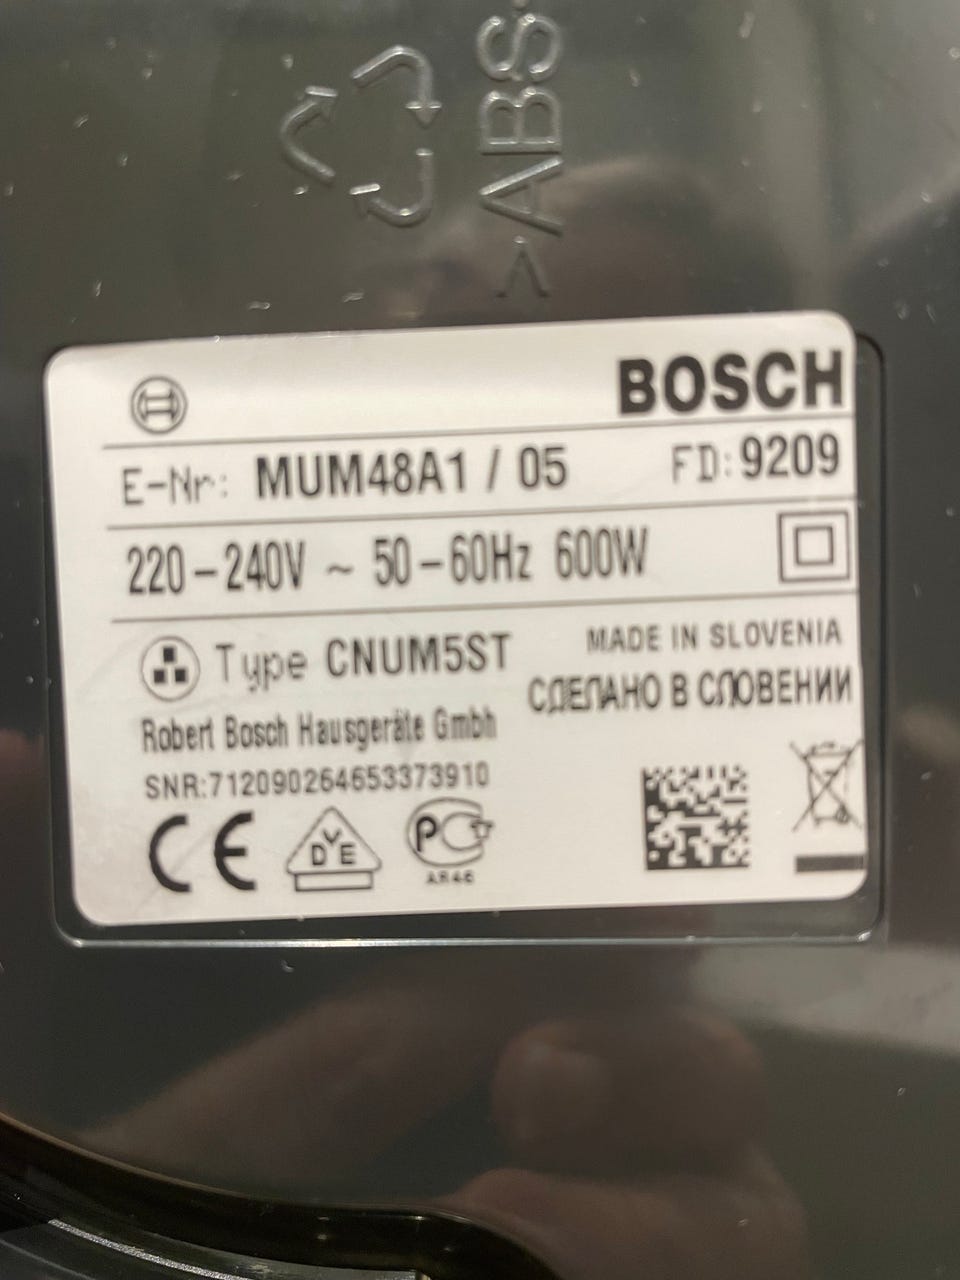 >ABS<
BOSCH
E-Nr: MUM48A1 / 05 FD: 9209
220-240V ~ 50-60Hz 600W
Type CNUM5ST
MADE IN SLOVENIA
СДЕЛАНО В СЛОВЕНИИ
Robert Bosch Hausgeräte Gmbh
SNR:712090264653373910
CE
DVE
PCT
AR46